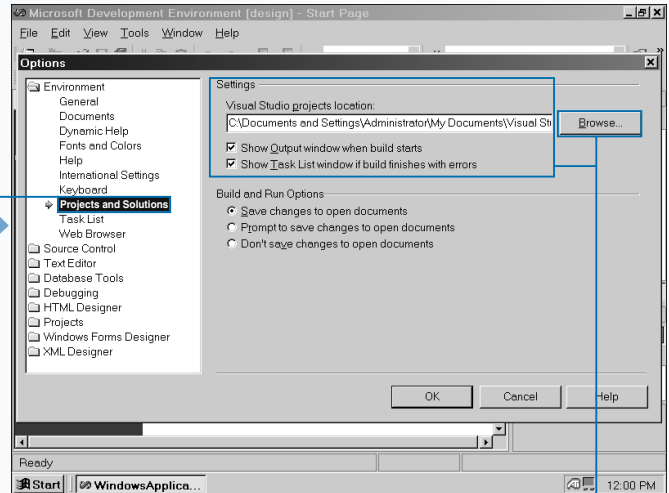 Microsoft Development Environment [design] - Start Page
File Edit View Tools Window Help
Options
Environment
General
Documents
Dynamic Help
Fonts and Colors
Help
International Settings
Keyboard
Projects and Solutions
Task List
Web Browser
Source Control
Text Editor
Database Tools
Debugging
HTML Designer
Projects
Windows Forms Designer
XML Designer
Settings
Visual Studio projects location:
C:\Documents and Settings\Administrator\My Documents\Visual Stu
Browse...
Show Output window when build starts
Show Task List window if build finishes with errors
Build and Run Options
Save changes to open documents
Prompt to save changes to open documents
Don't save changes to open documents
OK Cancel Help
Ready
Start WindowsApplica... 12:00 PM